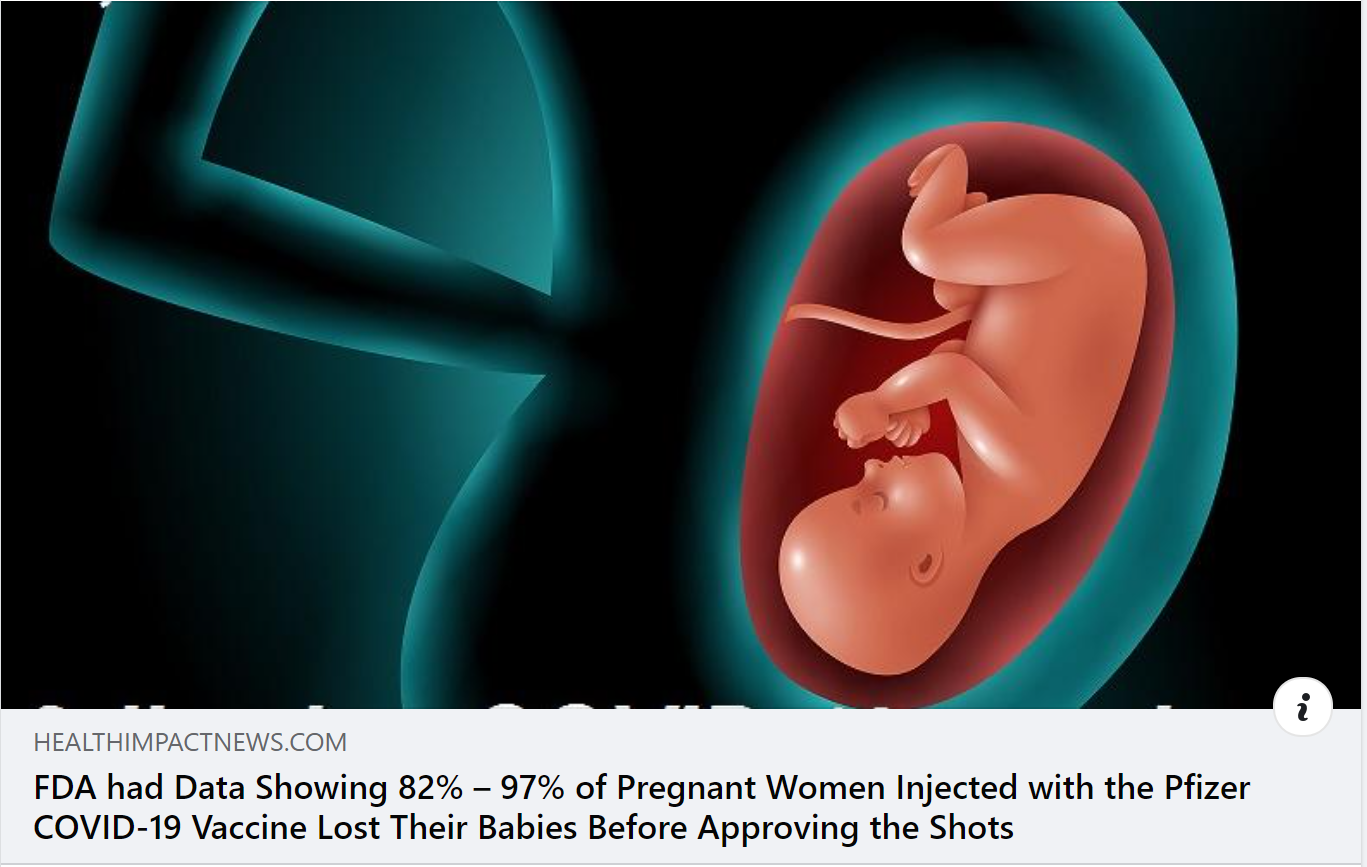 HEALTHIMPACTNEWS.COM
FDA had Data Showing 82% – 97% of Pregnant Women Injected with the Pfizer
COVID-19 Vaccine Lost Their Babies Before Approving the Shots